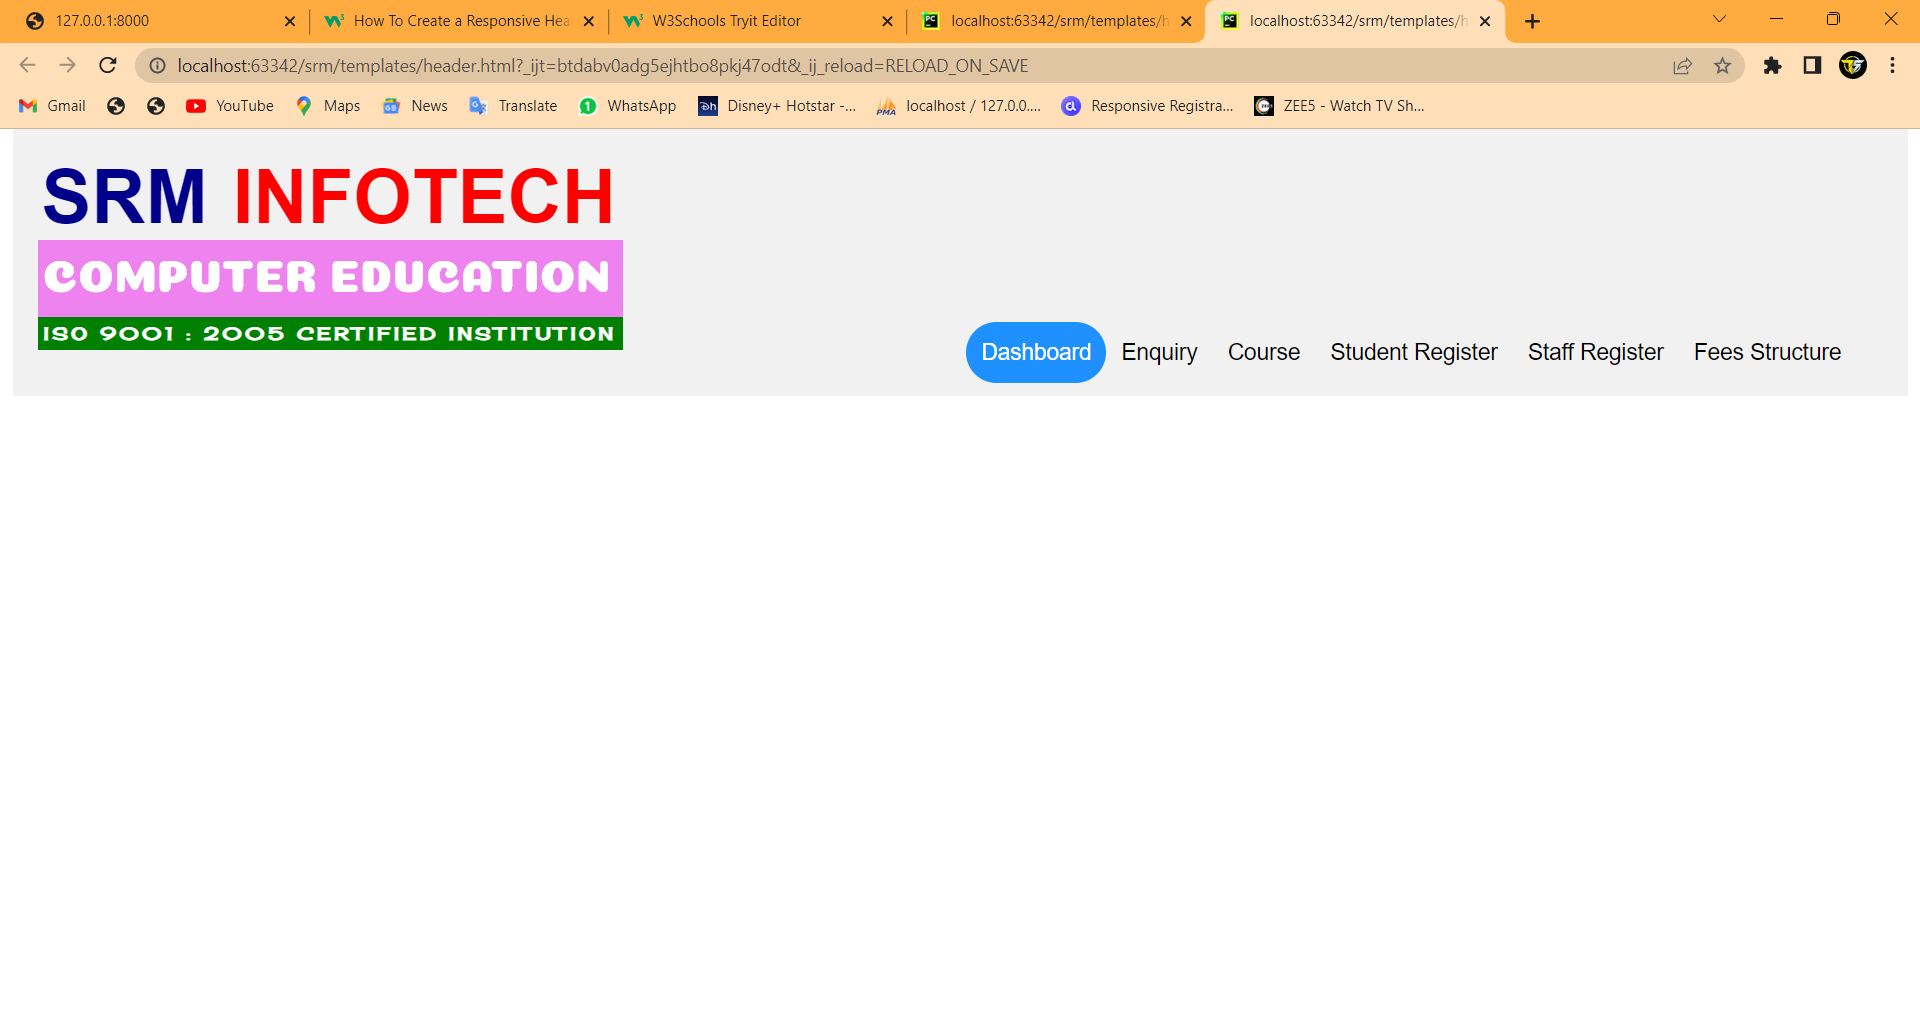 127.0.0.1:8000
How To Create a Responsive Hea
W3Schools Tryit Editor
localhost:63342/srm/templates/h
localhost:63342/srm/templates/h
localhost:63342/srm/templates/header.html?_ijt=btdabv0adg5ejhtbo8pkj47odt&_ij_reload=RELOAD_ON_SAVE
Gmail
YouTube
Maps
News
Translate
WhatsApp
Disney+ Hotstar -...
localhost / 127.0.0....
Responsive Registra...
ZEE5 - Watch TV Sh...
SRM INFOTECH
COMPUTER EDUCATION
ISO 9001 : 2005 CERTIFIED INSTITUTION
Dashboard
Enquiry
Course
Student Register
Staff Register
Fees Structure